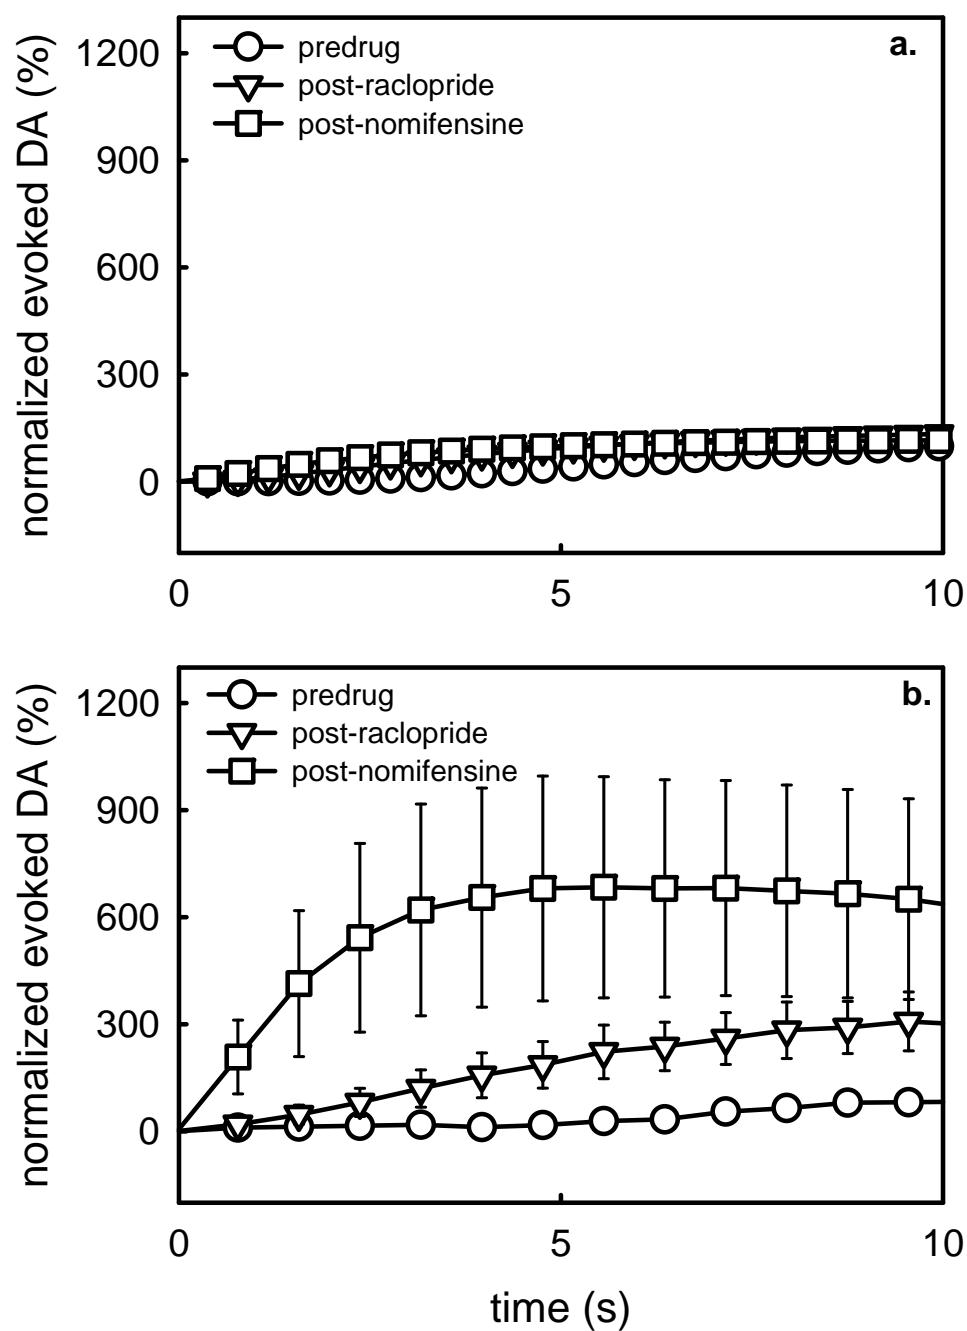 1200
900
600
300
0
normalized evoked DA (%)
predrug
post-raclopride
post-nomifensine
a.
0 5 10
1200
900
600
300
0
normalized evoked DA (%)
predrug
post-raclopride
post-nomifensine
b.
0 5 10
time (s)